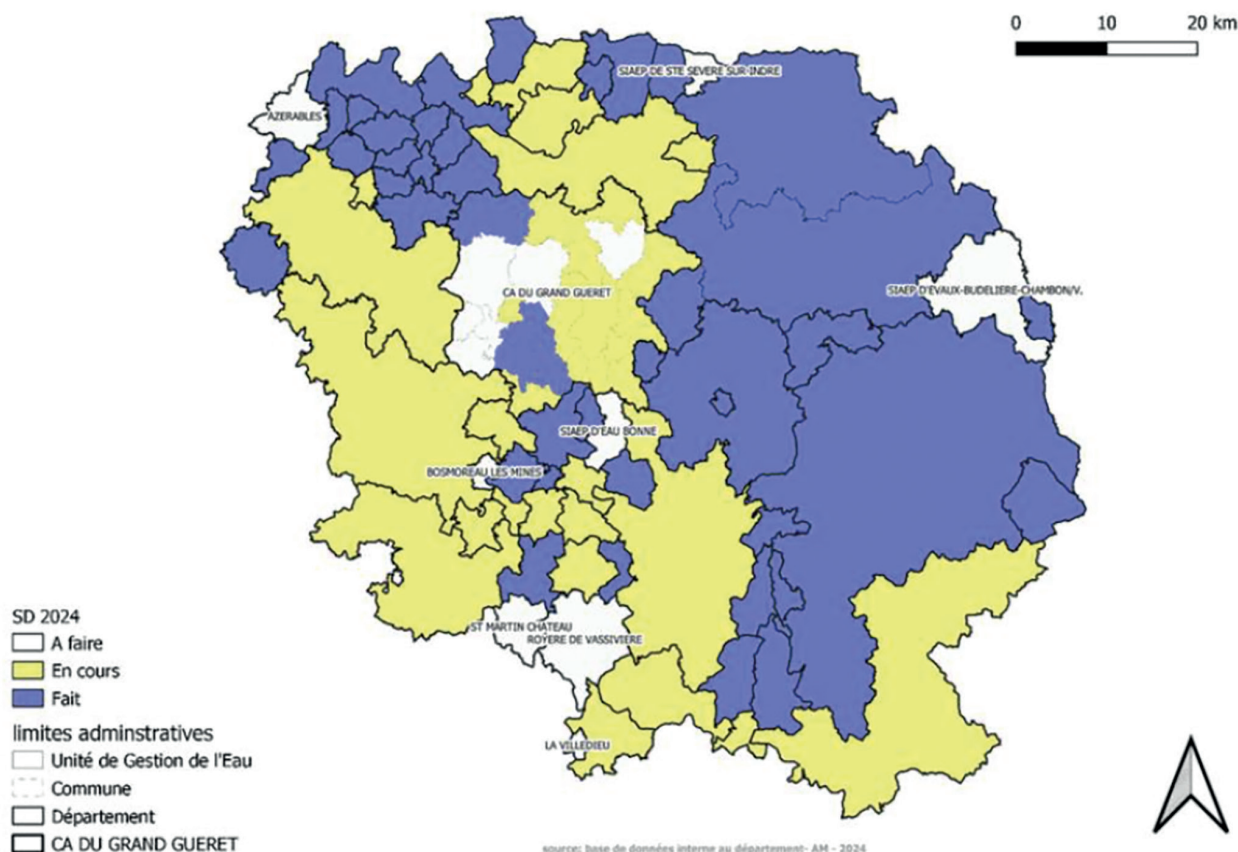 0 10 20 km
SIAEP DE STE SEVERE SUR-INDRE
AZERABLES
CA DU GRAND GUERET
SIAEP D'EVAUX-BUDELIERE-CHAMBON/V.
SIAEP D'EAU BONNE
BOSMOREAU LES MINES
ST MARTIN CHATEAU
ROYERE DE VASSIVIERE
LA VILLEDIEU
SD 2024
A faire
En cours
Fait
limites adminstratives
Unité de Gestion de l'Eau
Commune
Département
CA DU GRAND GUERET
source: base de données interne au département- AM - 2024